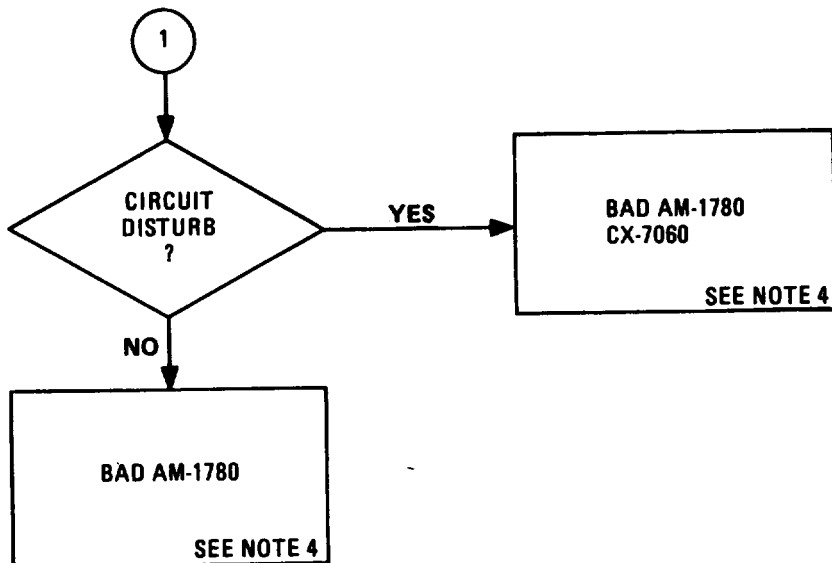 1
CIRCUIT
DISTURB
?
YES
BAD AM-1780
CX-7060
SEE NOTE 4
NO
BAD AM-1780
SEE NOTE 4